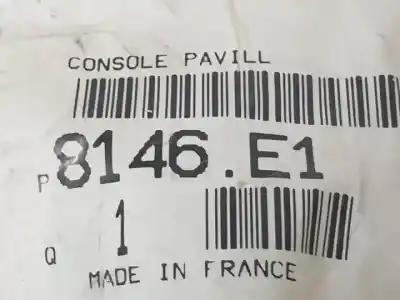 CONSOLE PAVILL
P 8146.E1
Q 1
MADE IN FRANCE